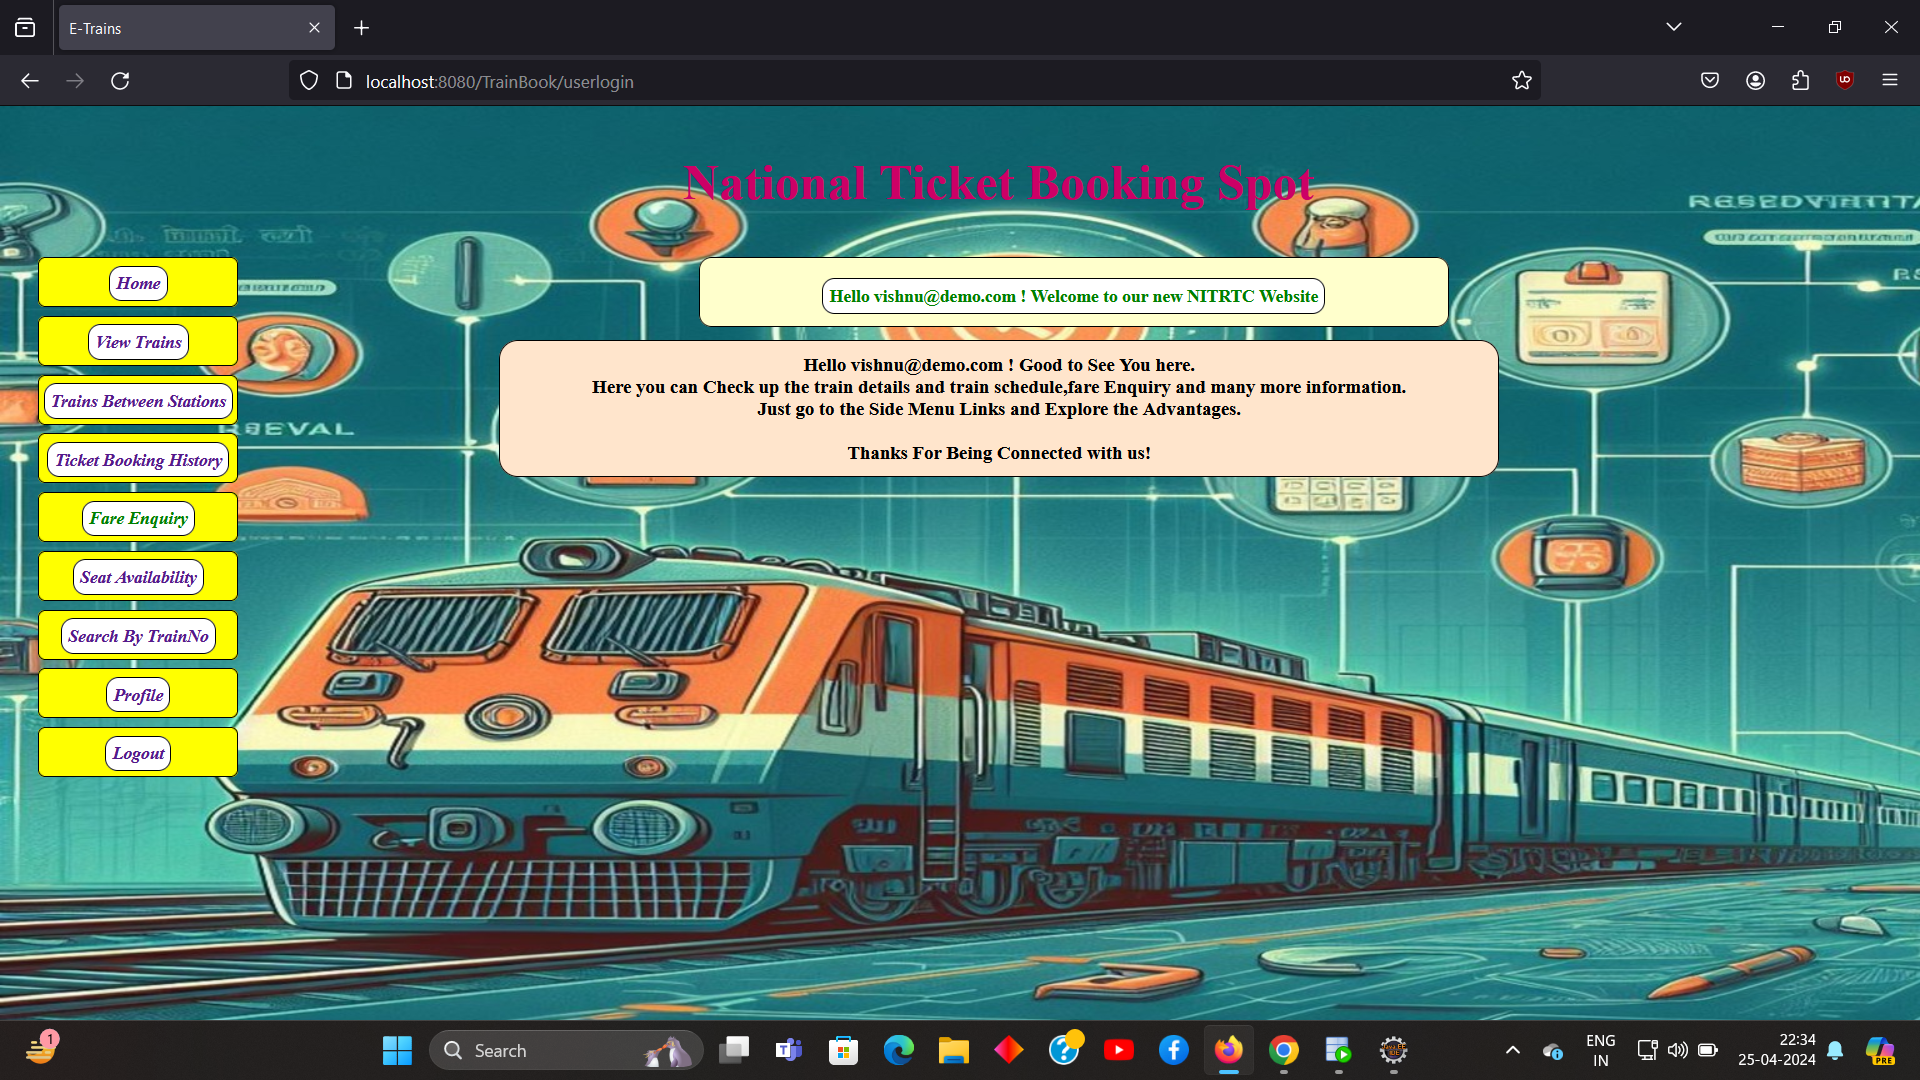 E-Trains
localhost:8080/TrainBook/userlogin
National Ticket Booking Spot
Home
View Trains
Trains Between Stations
Ticket Booking History
Fare Enquiry
Seat Availability
Search By TrainNo
Profile
Logout
Hello vishnu@demo.com ! Welcome to our new NITRTC Website
Hello vishnu@demo.com ! Good to See You here.
Here you can Check up the train details and train schedule,fare Enquiry and many more information.
Just go to the Side Menu Links and Explore the Advantages.
Thanks For Being Connected with us!
1
Search
ENG
IN
22:34
25-04-2024
PRE